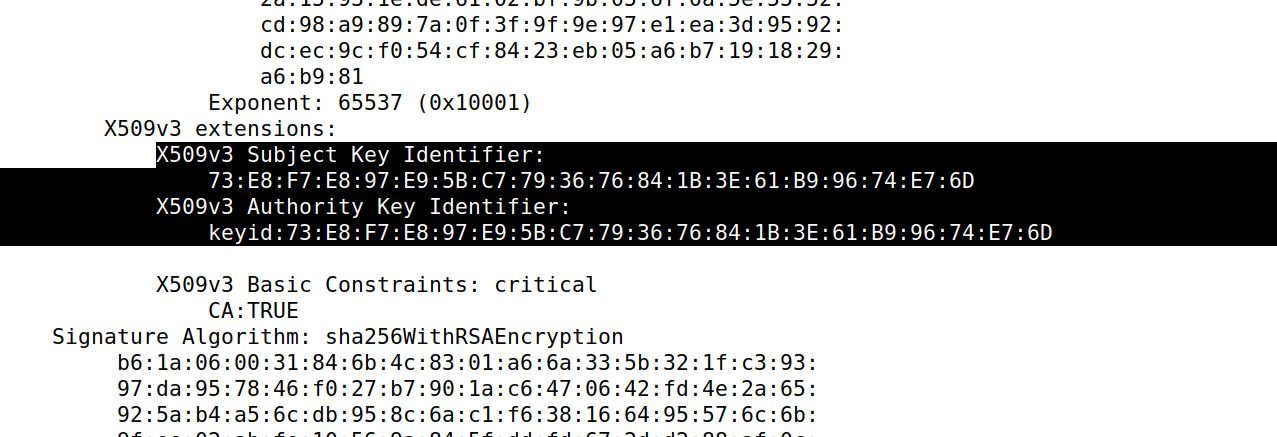 cd:98:a9:89:7a:0f:3f:9f:9e:97:e1:ea:3d:95:92:
dc:ec:9c:f0:54:cf:84:23:eb:05:a6:b7:19:18:29:
a6:b9:81
Exponent: 65537 (0x10001)
X509v3 extensions:
X509v3 Subject Key Identifier:
73:E8:F7:E8:97:E9:5B:C7:79:36:76:84:1B:3E:61:B9:96:74:E7:6D
X509v3 Authority Key Identifier:
keyid:73:E8:F7:E8:97:E9:5B:C7:79:36:76:84:1B:3E:61:B9:96:74:E7:6D
X509v3 Basic Constraints: critical
CA:TRUE
Signature Algorithm: sha256WithRSAEncryption
b6:1a:06:00:31:84:6b:4c:83:01:a6:6a:33:5b:32:1f:c3:93:
97:da:95:78:46:f0:27:b7:90:1a:c6:47:06:42:fd:4e:2a:65:
92:5a:b4:a5:6c:db:95:8c:6a:c1:f6:38:16:64:95:57:6c:6b: